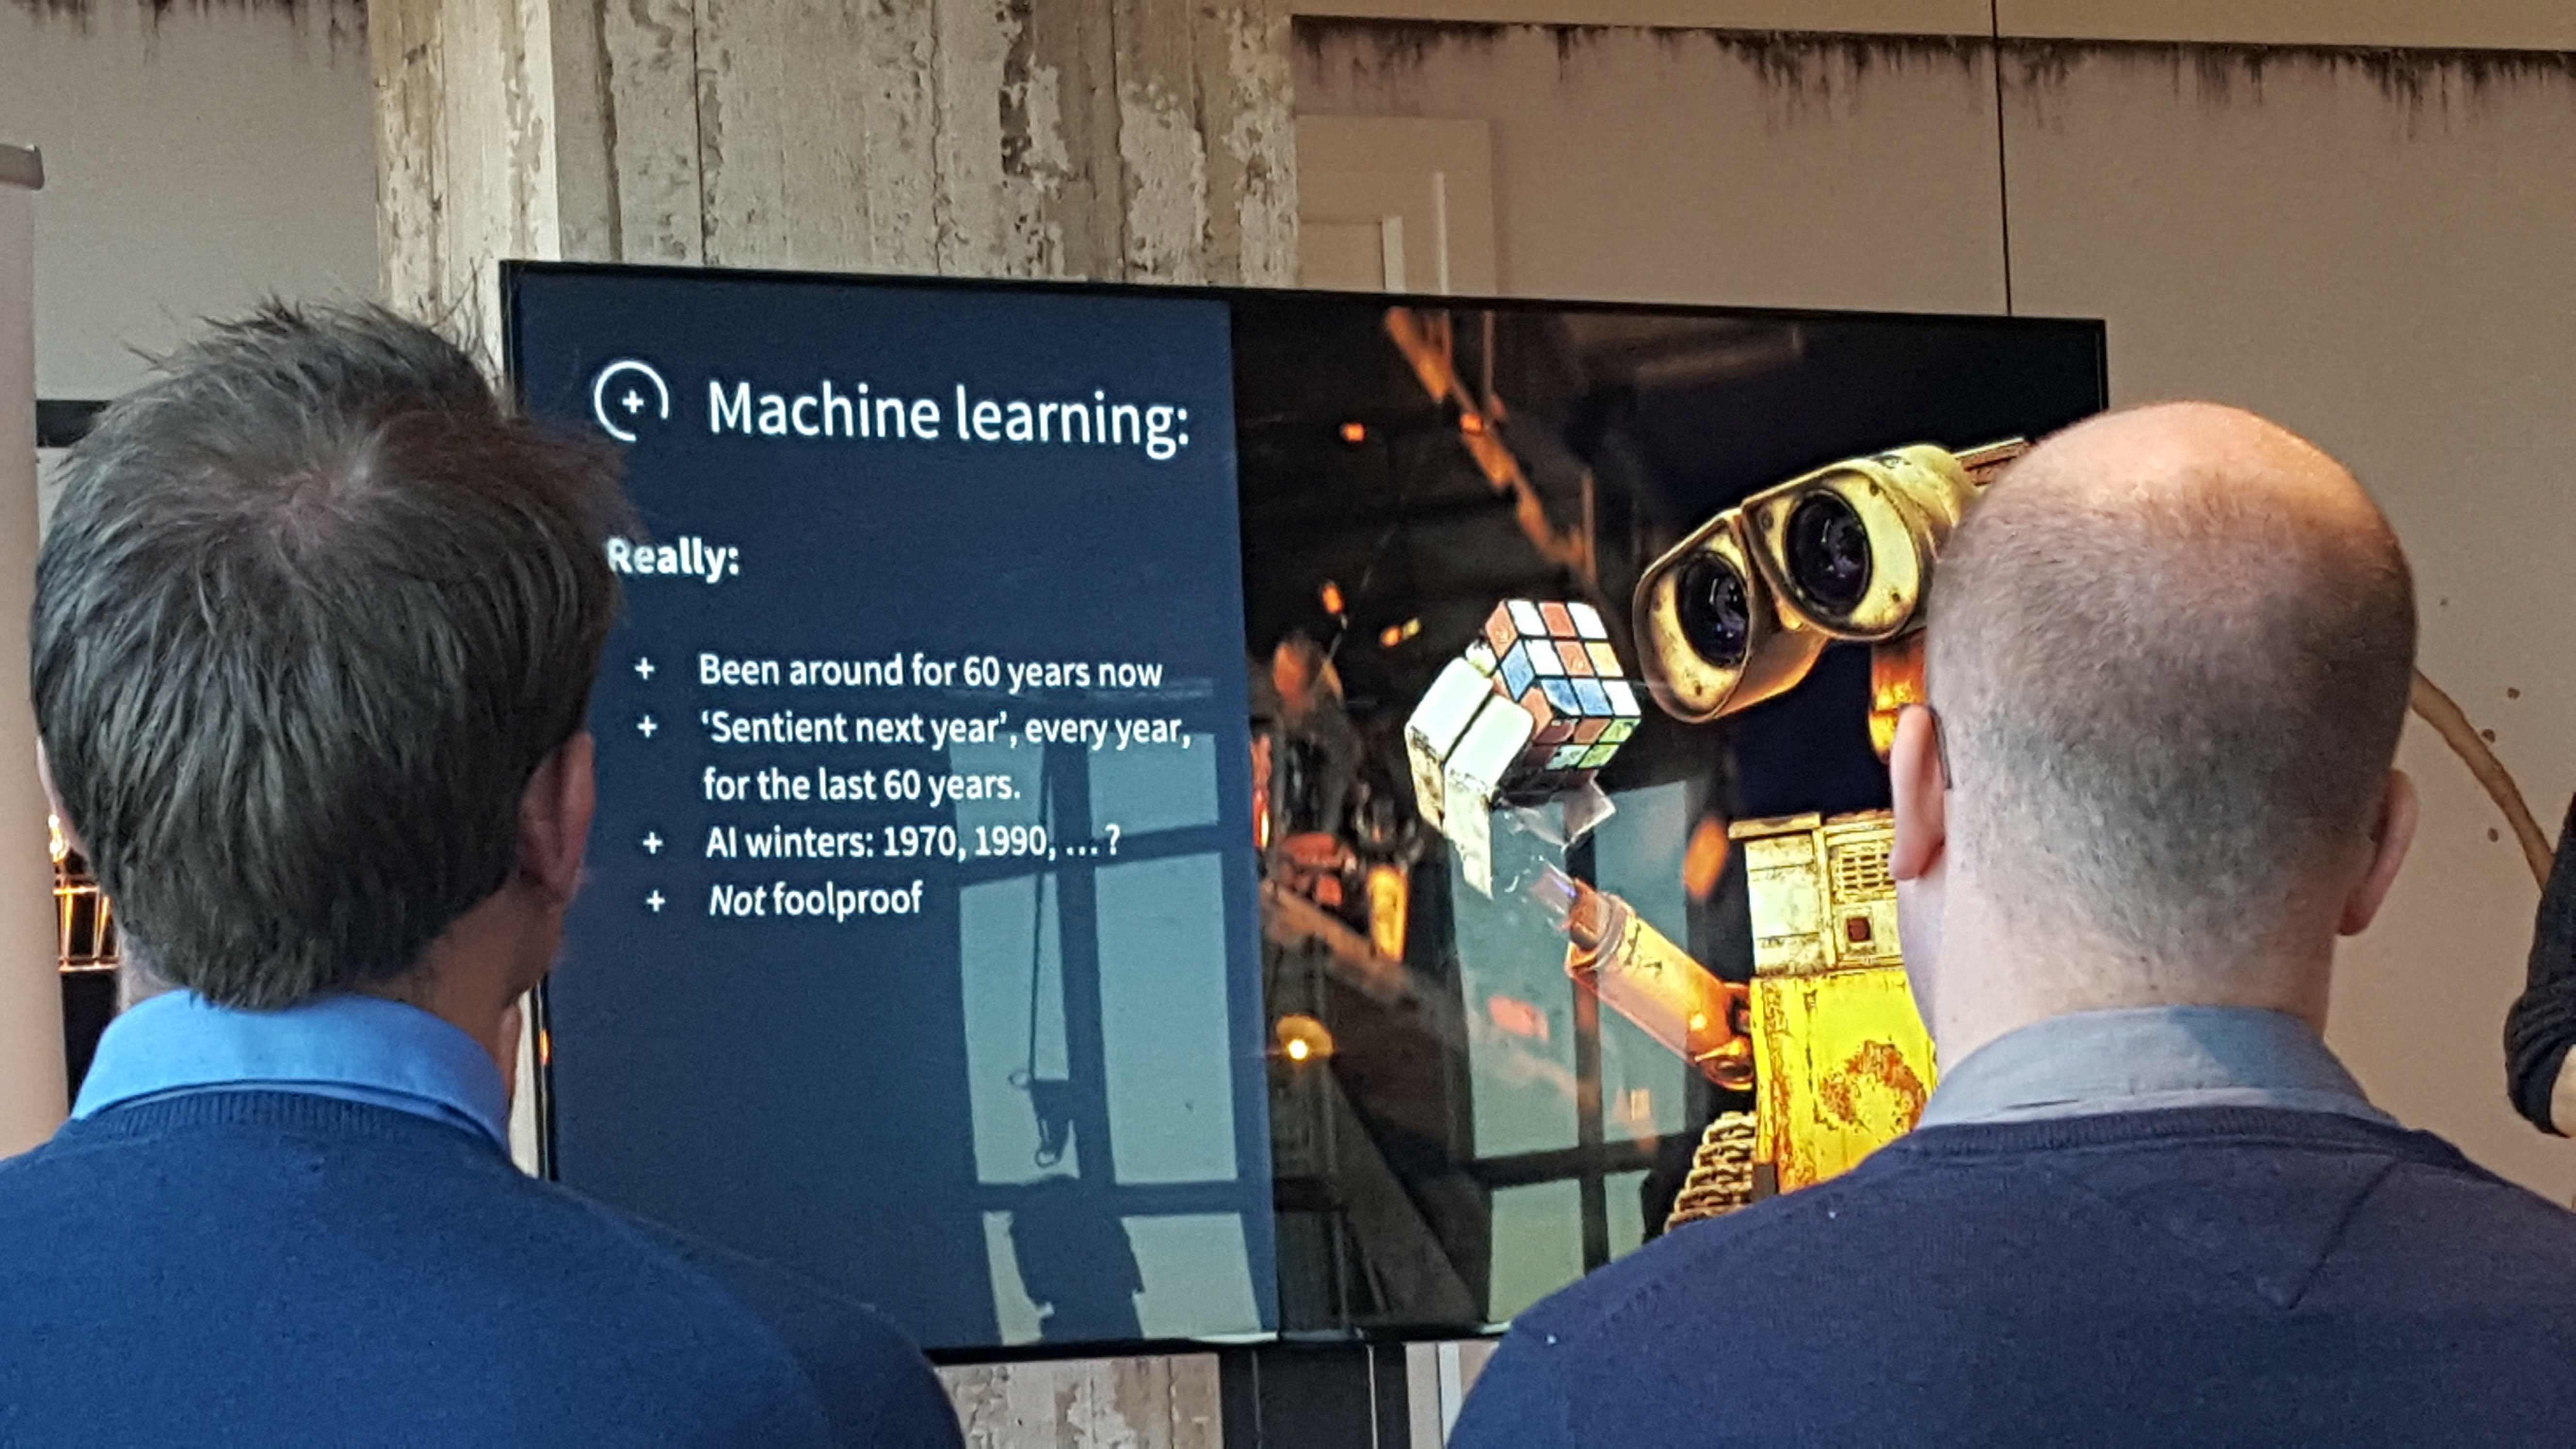 Machine learning:
Really:
+ Been around for 60 years now
+ ‘Sentient next year’, every year,
for the last 60 years.
+ AI winters: 1970, 1990, ...?
+ Not foolproof